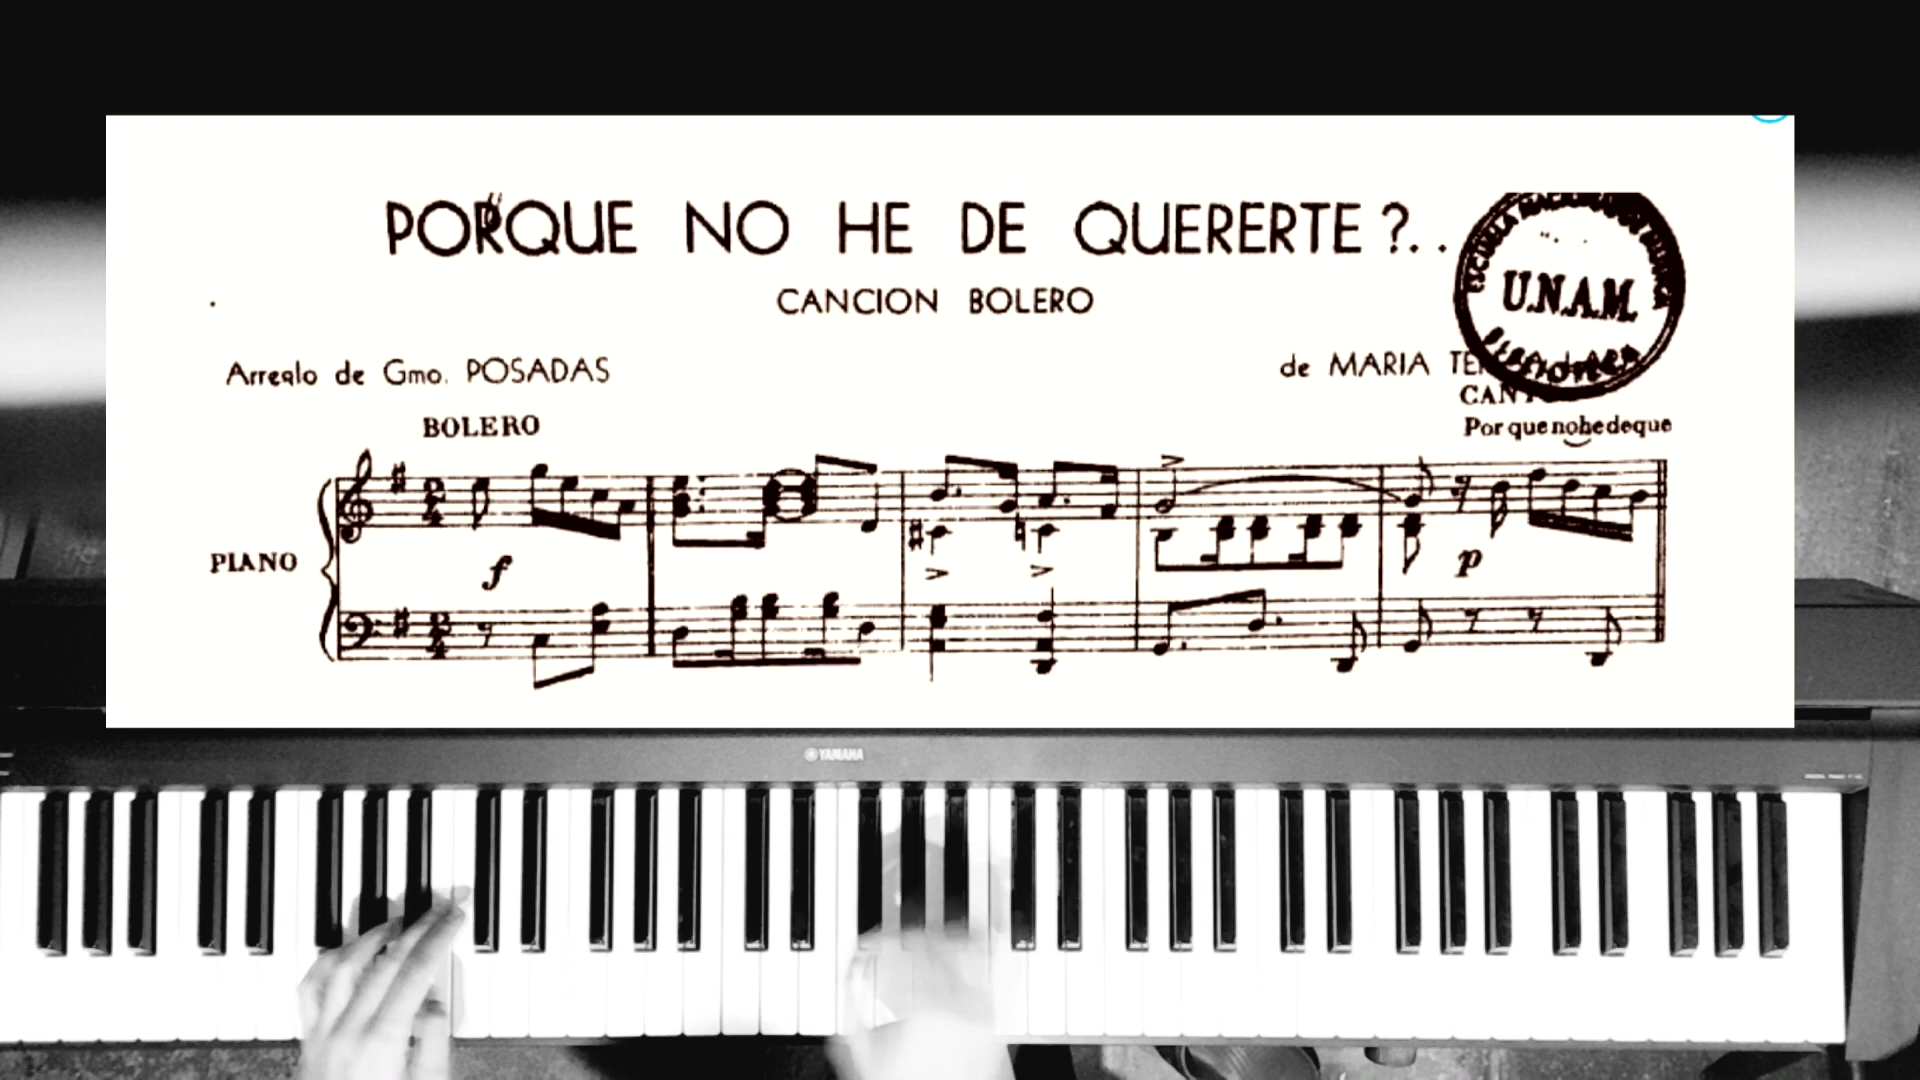 PORQUE NO HE DE QUERERTE?..
CANCION BOLERO
Arreglo de Gmo. POSADAS
de MARIA
BOLERO
Por que no he de que
PIANO
f
p
U.N.A.M.
YAMAHA